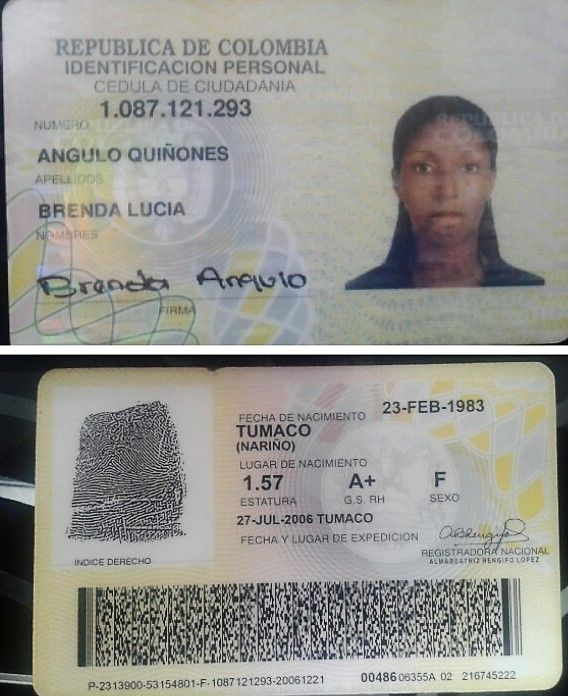 REPUBLICA DE COLOMBIA
IDENTIFICACION PERSONAL
CEDULA DE CIUDADANIA
1.087.121.293
NUMERO
ANGULO QUIÑONES
APELLIDOS
BRENDA LUCIA
NOMBRES
Brenda Angulo
FIRMA
FECHA DE NACIMIENTO 23-FEB-1983
TUMACO
(NARIÑO)
LUGAR DE NACIMIENTO
1.57 A+ F
ESTATURA G.S. RH SEXO
27-JUL-2006 TUMACO
FECHA Y LUGAR DE EXPEDICION
REGISTRADORA NACIONAL
ALMABEATRIZ RENGIFO LOPEZ
INDICE DERECHO
P-2313900-53154801-F-1087121293-20061221 00486 06355A 02 216745222